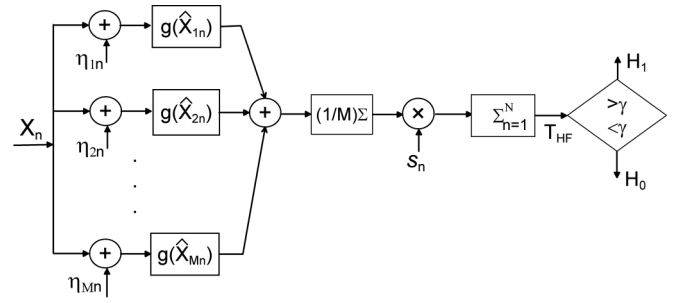 X_n
+
η_1n
g(X̂_1n)
+
η_2n
g(X̂_2n)
.
.
.
+
η_Mn
g(X̂_Mn)
+
(1/M)Σ
×
s_n
Σ_n=1^N
T_HF
>γ
<γ
H_1
H_0